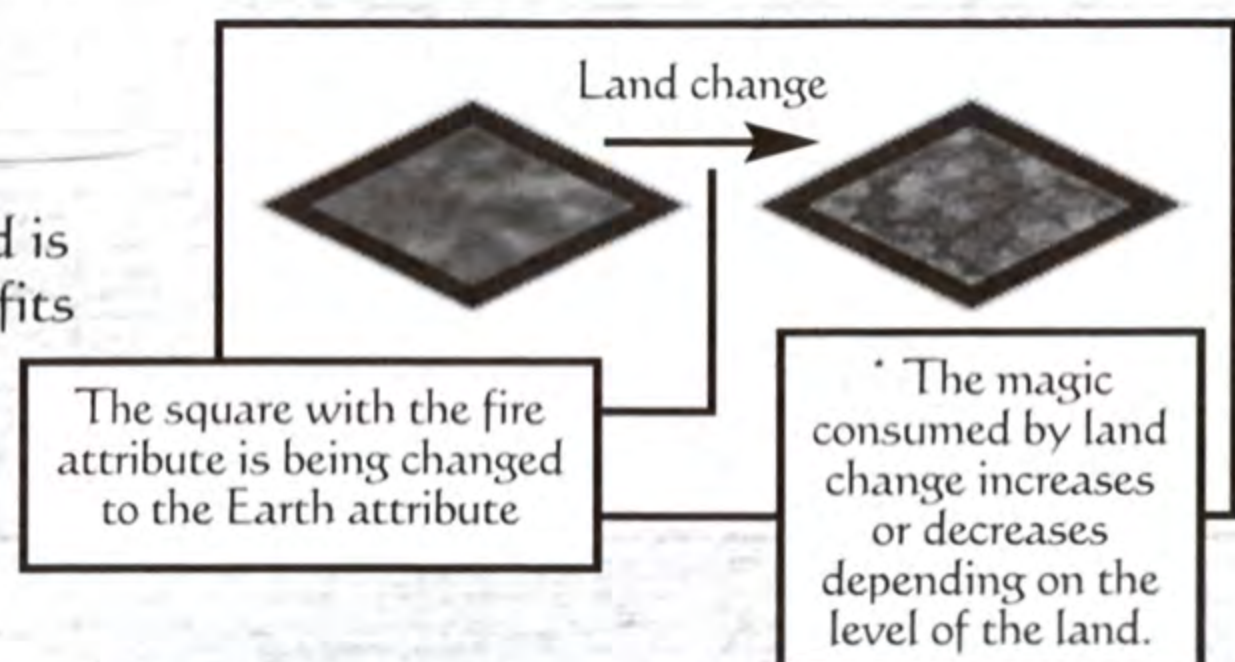 Land change
d is
fits
The square with the fire
attribute is being changed
to the Earth attribute
· The magic
consumed by land
change increases
or decreases
depending on the
level of the land.